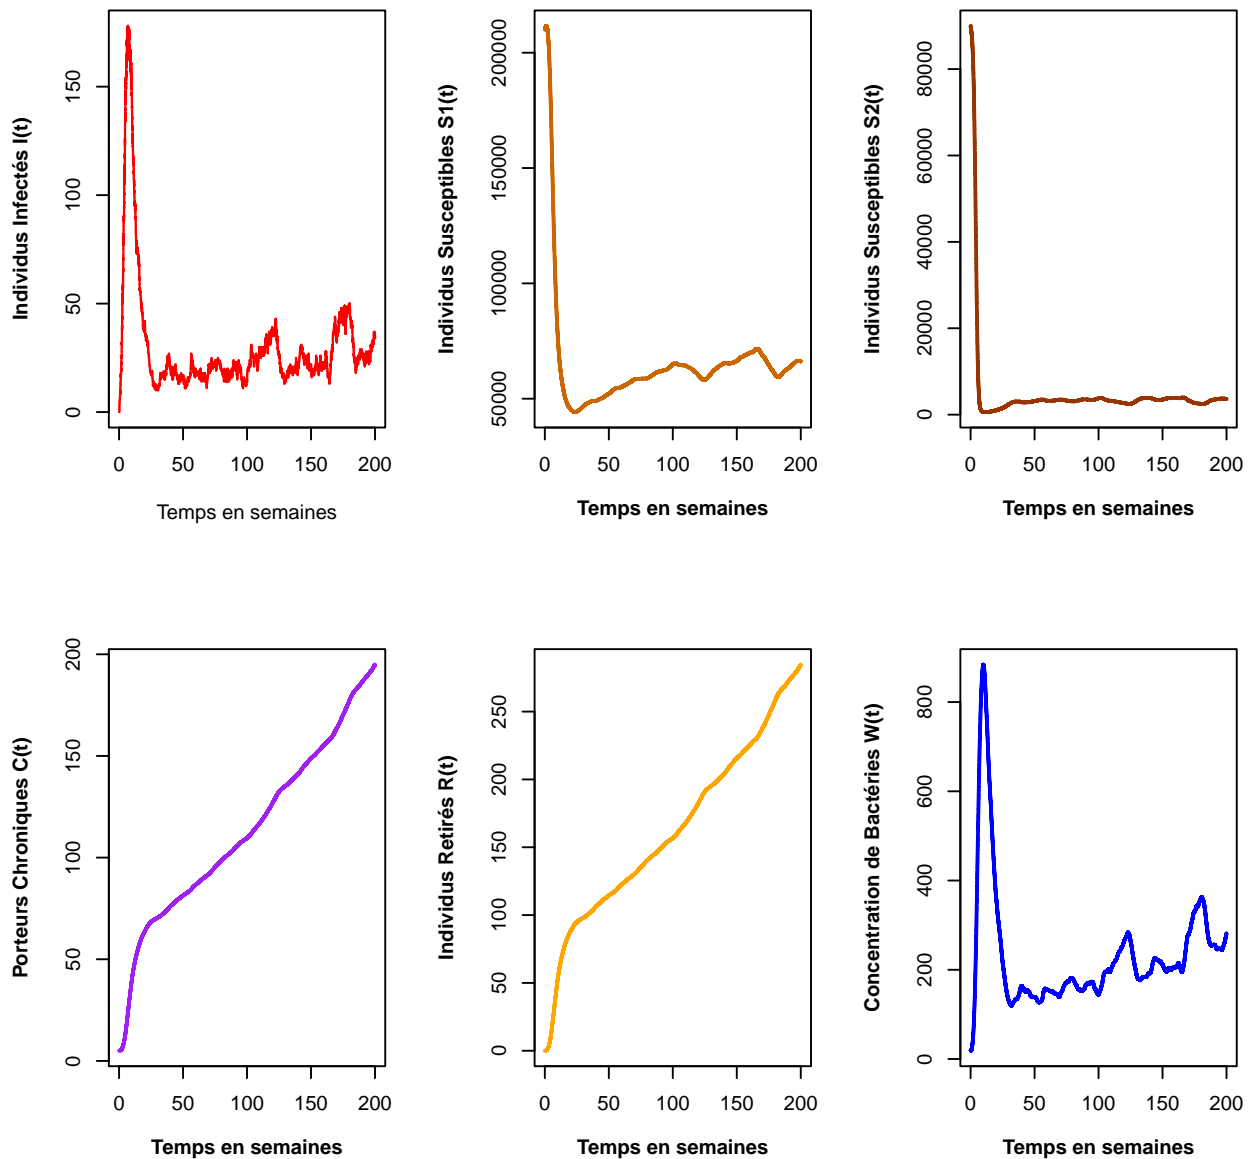 Individus Infectés I(t)
0 50 100 150
0 50 100 150 200
Temps en semaines
Individus Susceptibles S1(t)
50000 100000 150000 200000
0 50 100 150 200
Temps en semaines
Individus Susceptibles S2(t)
0 20000 40000 60000 80000
0 50 100 150 200
Temps en semaines
Porteurs Chroniques C(t)
0 50 100 150 200
0 50 100 150 200
Temps en semaines
Individus Retirés R(t)
0 50 100 150 200 250
0 50 100 150 200
Temps en semaines
Concentration de Bactéries W(t)
0 200 400 600 800
0 50 100 150 200
Temps en semaines